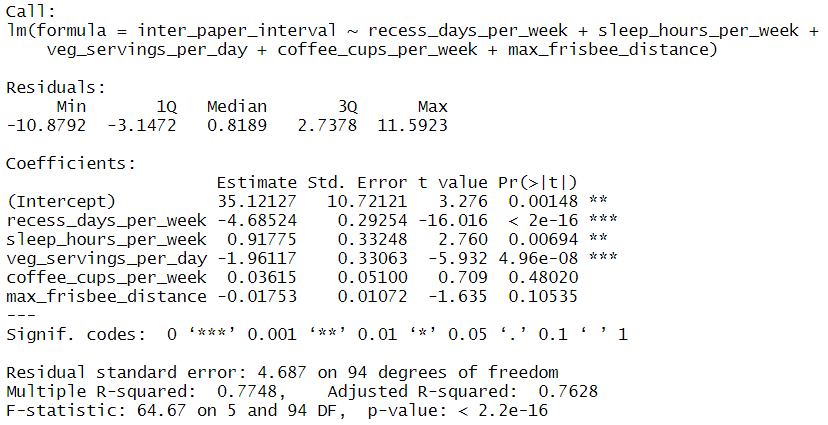 Call:
lm(formula = inter_paper_interval ~ recess_days_per_week + sleep_hours_per_week +
    veg_servings_per_day + coffee_cups_per_week + max_frisbee_distance)

Residuals:
     Min       1Q   Median       3Q      Max
-10.8792  -3.1472   0.8189   2.7378  11.5923

Coefficients:
                     Estimate Std. Error t value Pr(>|t|)
(Intercept)          35.12127   10.72121   3.276  0.00148 **
recess_days_per_week -4.68524    0.29254 -16.016  < 2e-16 ***
sleep_hours_per_week  0.91775    0.33248   2.760  0.00694 **
veg_servings_per_day -1.96117    0.33063  -5.932 4.96e-08 ***
coffee_cups_per_week  0.03615    0.05100   0.709  0.48020
max_frisbee_distance -0.01753    0.01072  -1.635  0.10535
---
Signif. codes:  0 ‘***’ 0.001 ‘**’ 0.01 ‘*’ 0.05 ‘.’ 0.1 ‘ ’ 1

Residual standard error: 4.687 on 94 degrees of freedom
Multiple R-squared:  0.7748,    Adjusted R-squared:  0.7628
F-statistic: 64.67 on 5 and 94 DF,  p-value: < 2.2e-16